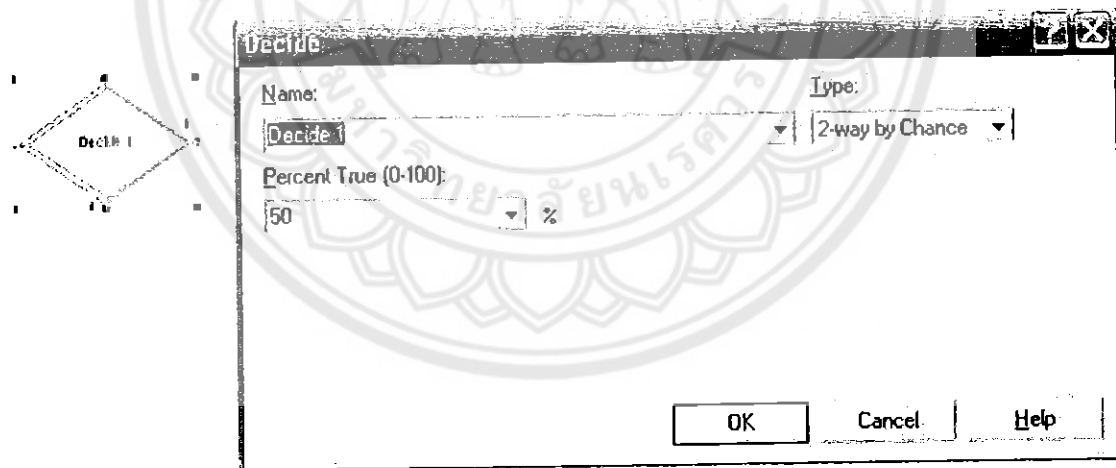 Decide
Name:
Type:
Decide 1
2-way by Chance
Decide 1
Percent True (0-100):
50
%
OK
Cancel
Help